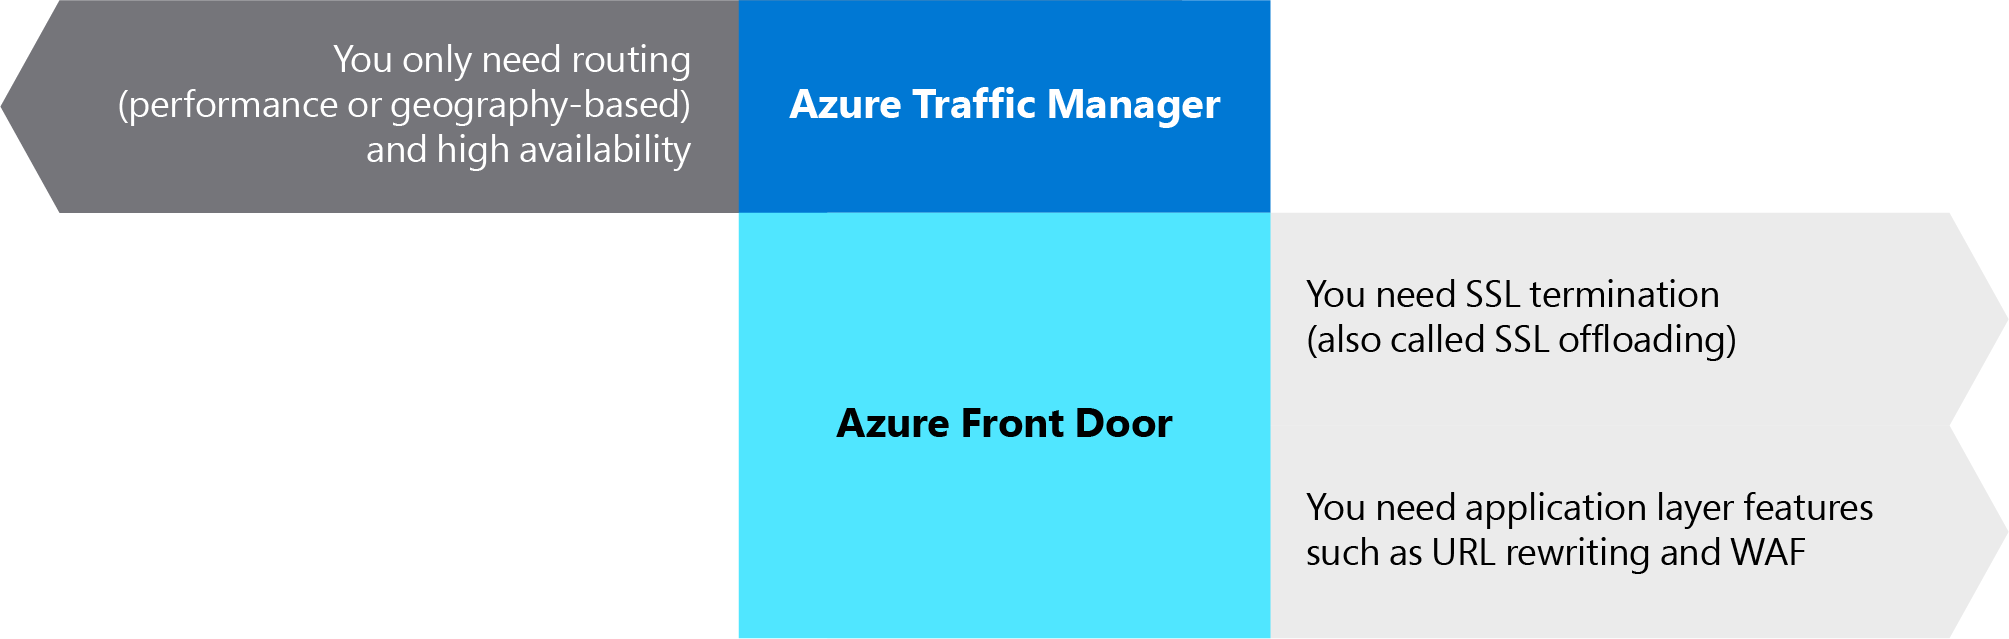 You only need routing
(performance or geography-based)
and high availability
Azure Traffic Manager
Azure Front Door
You need SSL termination
(also called SSL offloading)
You need application layer features
such as URL rewriting and WAF